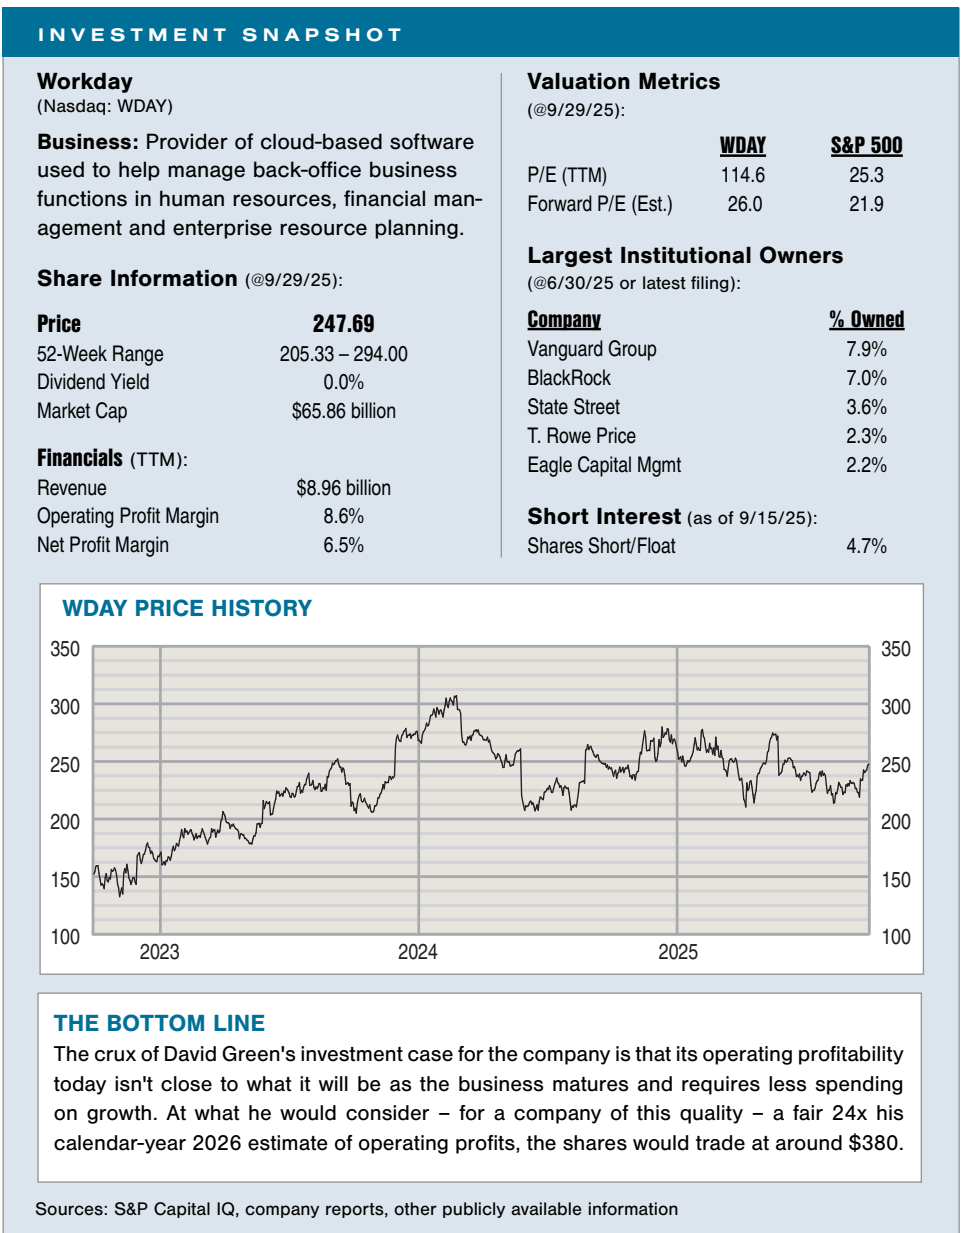 INVESTMENT SNAPSHOT
Workday
(Nasdaq: WDAY)
Business: Provider of cloud-based software
used to help manage back-office business
functions in human resources, financial man-
agement and enterprise resource planning.
Share Information (@9/29/25):
Price 247.69
52-Week Range 205.33 – 294.00
Dividend Yield 0.0%
Market Cap $65.86 billion
Financials (TTM):
Revenue $8.96 billion
Operating Profit Margin 8.6%
Net Profit Margin 6.5%
Valuation Metrics
(@9/29/25):
WDAY S&P 500
P/E (TTM) 114.6 25.3
Forward P/E (Est.) 26.0 21.9
Largest Institutional Owners
(@6/30/25 or latest filing):
Company % Owned
Vanguard Group 7.9%
BlackRock 7.0%
State Street 3.6%
T. Rowe Price 2.3%
Eagle Capital Mgmt 2.2%
Short Interest (as of 9/15/25):
Shares Short/Float 4.7%
WDAY PRICE HISTORY
350 350
300 300
250 250
200 200
150 150
100 100
2023 2024 2025
THE BOTTOM LINE
The crux of David Green's investment case for the company is that its operating profitability
today isn't close to what it will be as the business matures and requires less spending
on growth. At what he would consider – for a company of this quality – a fair 24x his
calendar-year 2026 estimate of operating profits, the shares would trade at around $380.
Sources: S&P Capital IQ, company reports, other publicly available information